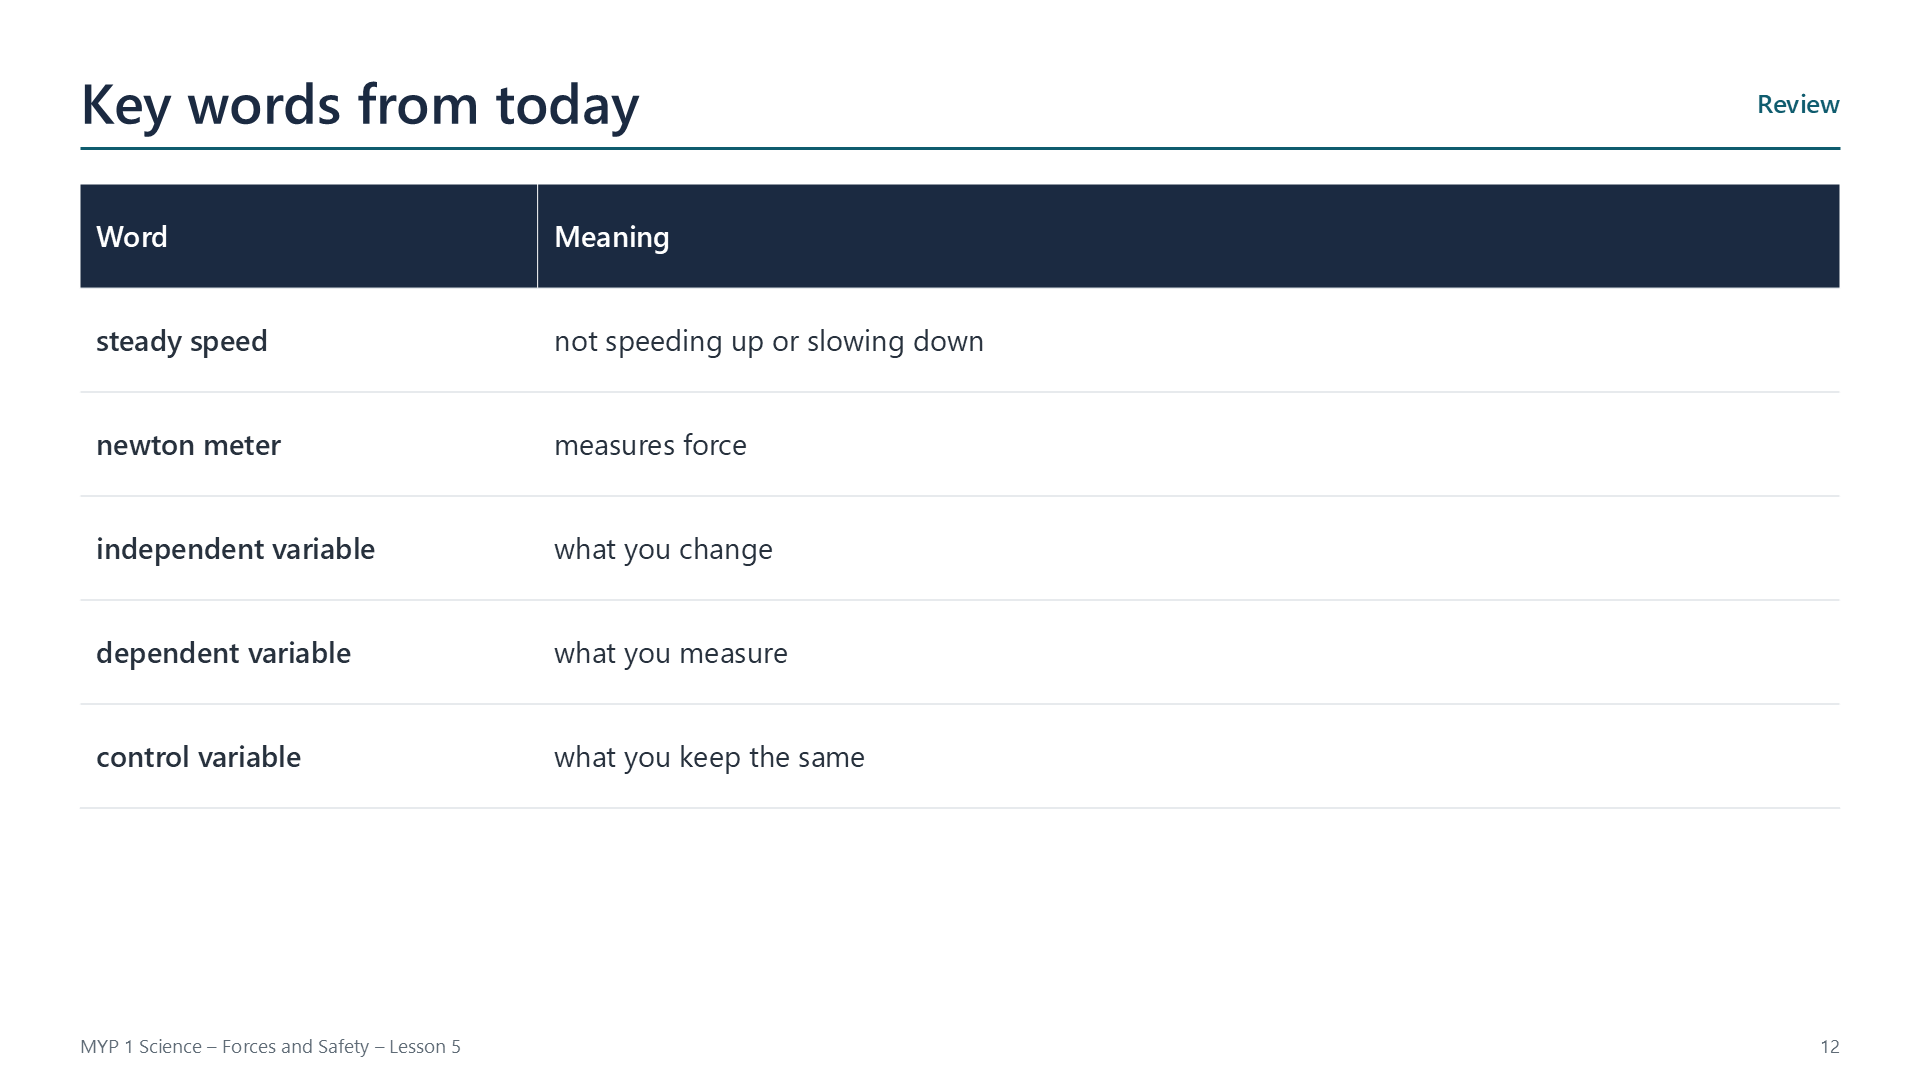 Key words from today
Review
Word Meaning
steady speed not speeding up or slowing down
newton meter measures force
independent variable what you change
dependent variable what you measure
control variable what you keep the same
MYP 1 Science – Forces and Safety – Lesson 5
12